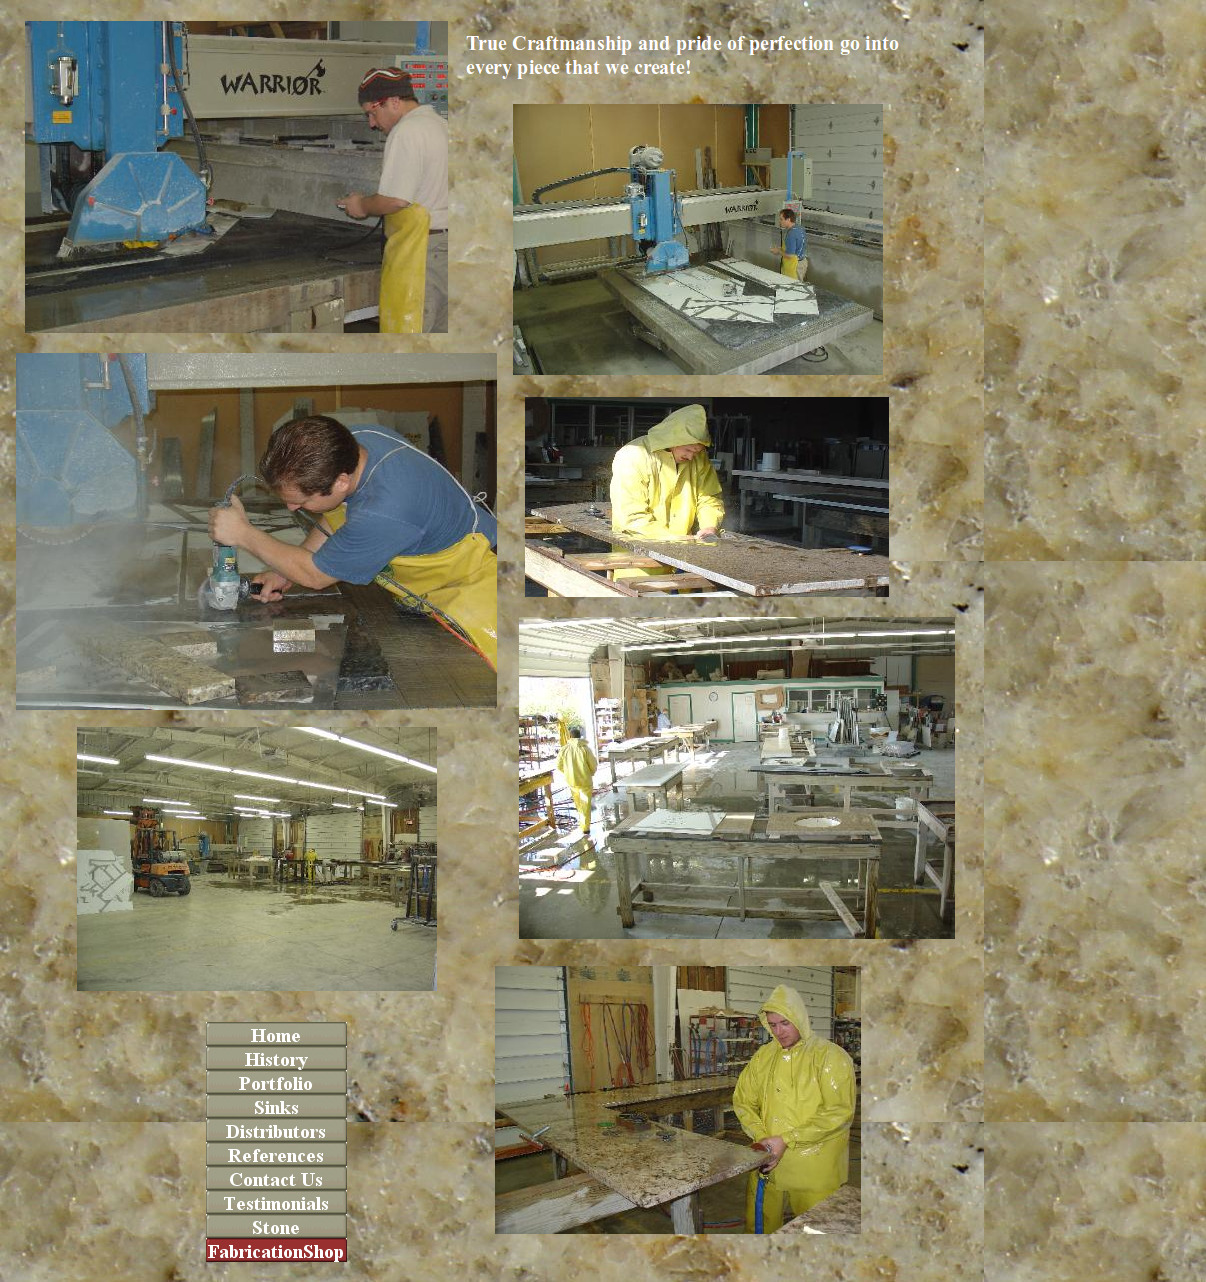 WARRIOR
True Craftmanship and pride of perfection go into
every piece that we create!
WARRIOR
Home
History
Portfolio
Sinks
Distributors
References
Contact Us
Testimonials
Stone
FabricationShop